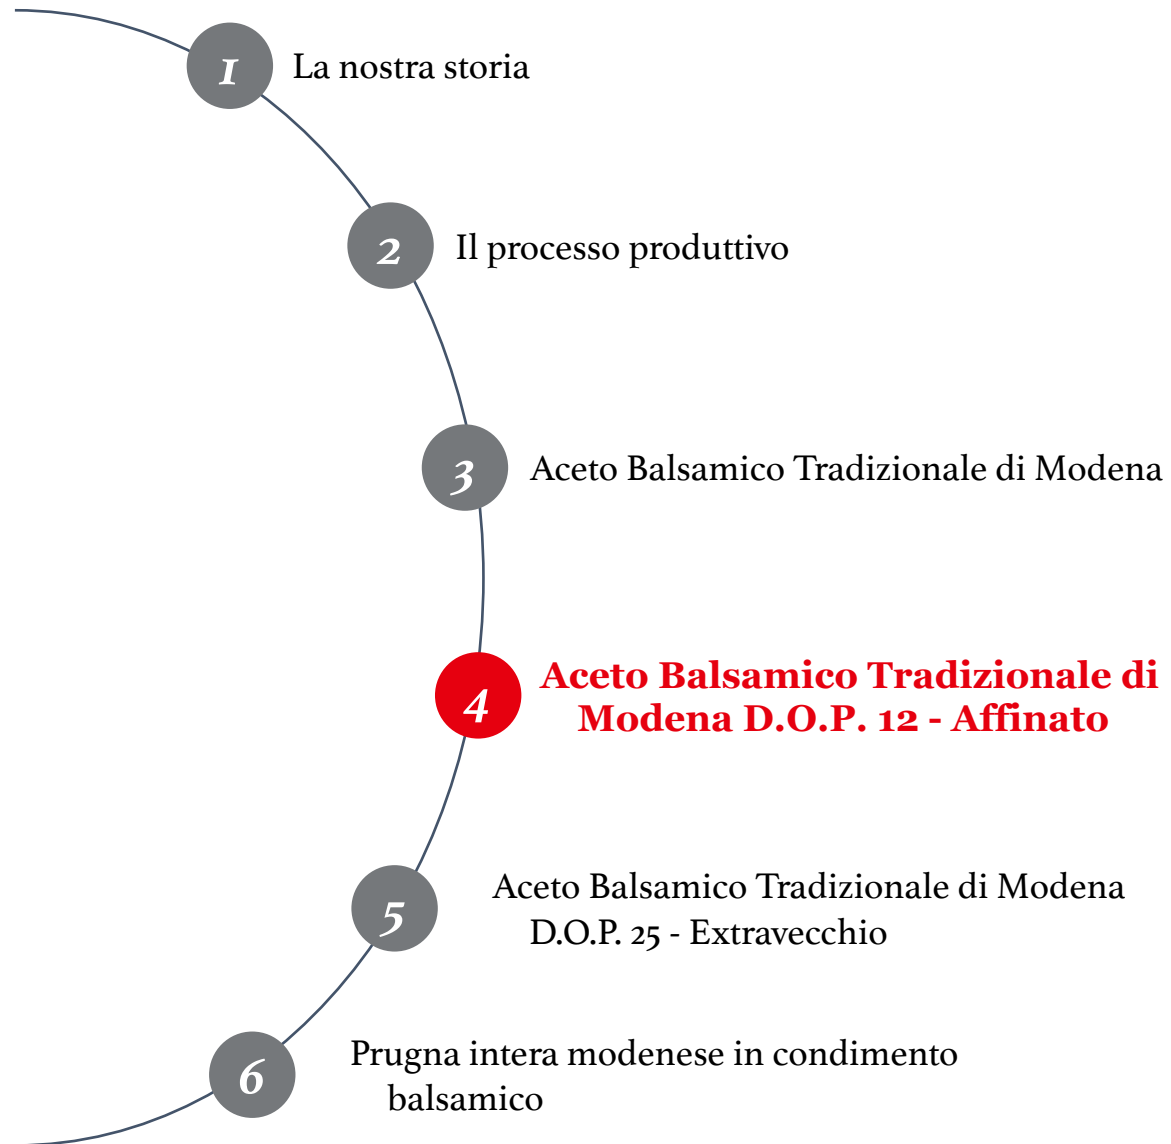 1 La nostra storia
2 Il processo produttivo
3 Aceto Balsamico Tradizionale di Modena
4 Aceto Balsamico Tradizionale di
Modena D.O.P. 12 - Affinato
5 Aceto Balsamico Tradizionale di Modena
D.O.P. 25 - Extravecchio
6 Prugna intera modenese in condimento
balsamico